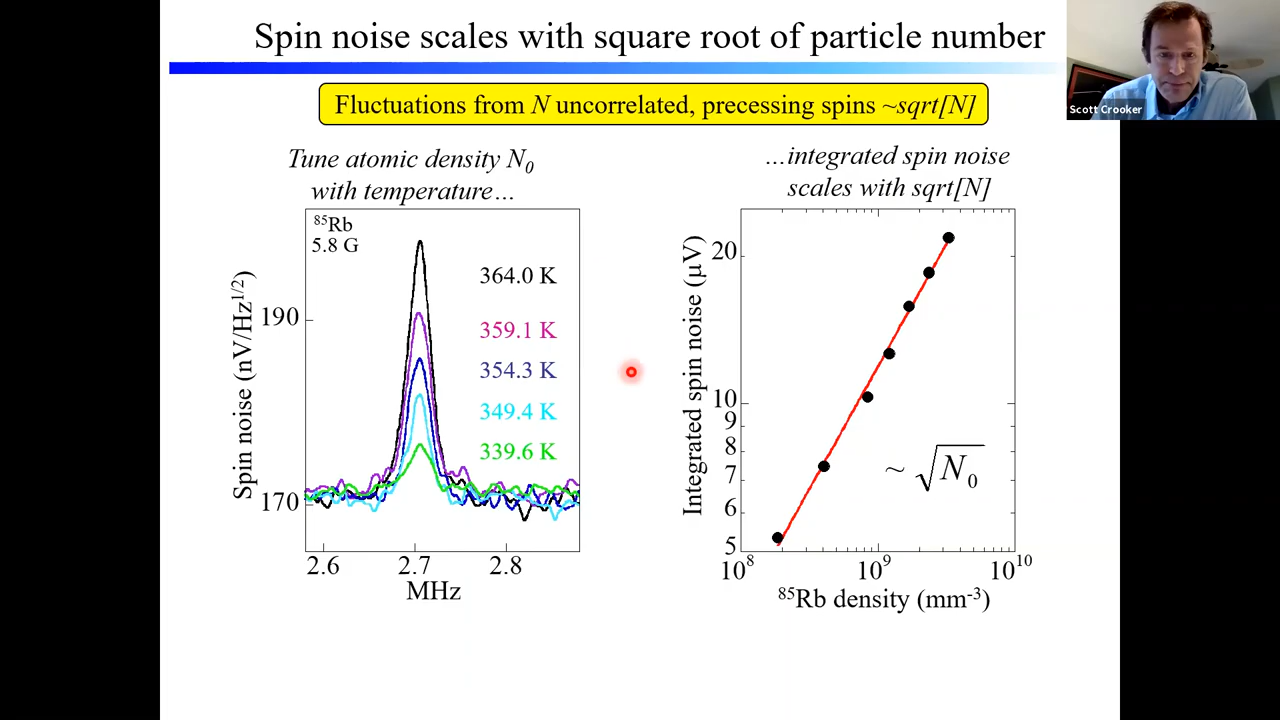 Spin noise scales with square root of particle number
Scott Crooker
Fluctuations from N uncorrelated, precessing spins ~sqrt[N]
Tune atomic density N₀
with temperature…
⁸⁵Rb
5.8 G
364.0 K
359.1 K
354.3 K
349.4 K
339.6 K
Spin noise (nV/Hz¹ᐟ²)
190
170
2.6 2.7 2.8
MHz
…integrated spin noise
scales with sqrt[N]
Integrated spin noise (μV)
20
10
9
8
7
6
5
~ √N₀
10⁸ 10⁹ 10¹⁰
⁸⁵Rb density (mm⁻³)